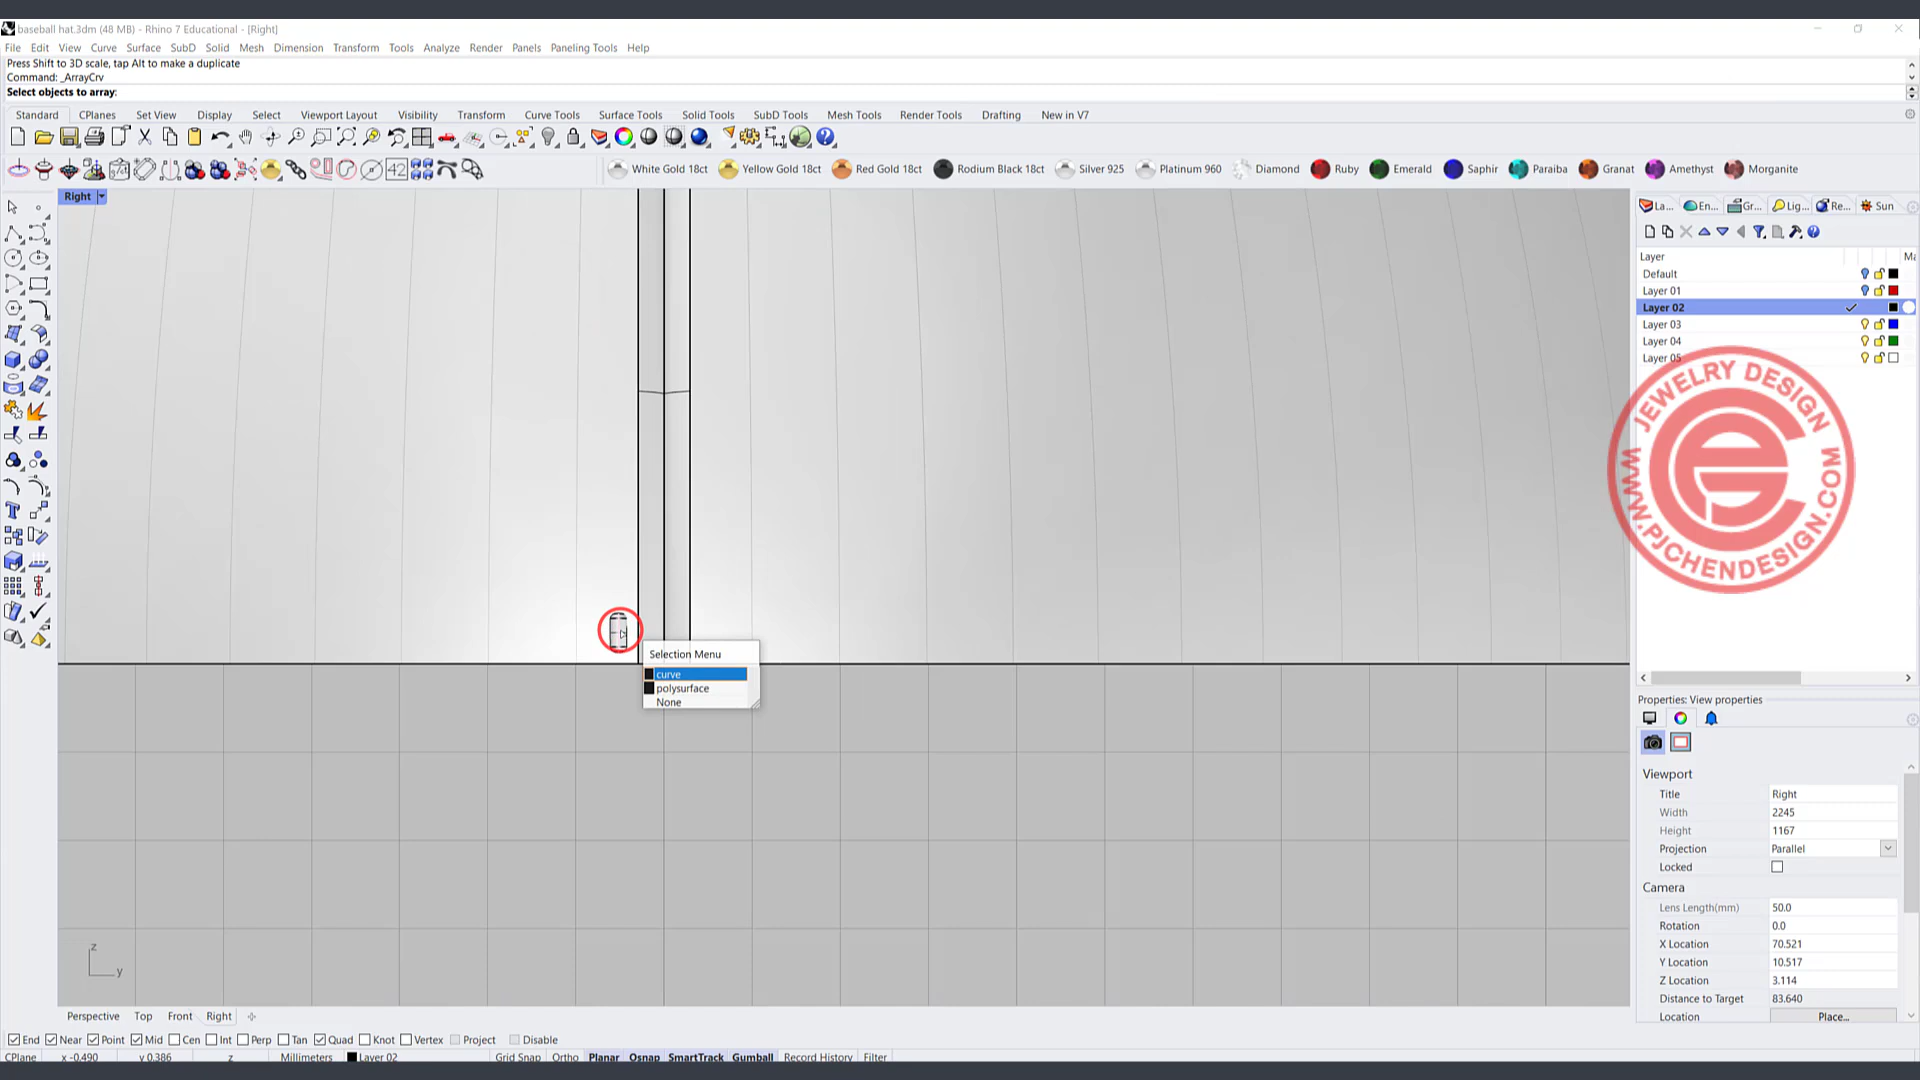 baseball hat.3dm (48 MB) - Rhino 7 Educational - [Right]
File Edit View Curve Surface SubD Solid Mesh Dimension Transform Tools Analyze Render Panels Paneling Tools Help
Press Shift to 3D scale, tap Alt to make a duplicate
Command: _ArrayCrv
Select objects to array:
Standard CPlanes Set View Display Select Viewport Layout Visibility Transform Curve Tools Surface Tools Solid Tools SubD Tools Mesh Tools Render Tools Drafting New in V7
42 White Gold 18ct Yellow Gold 18ct Red Gold 18ct Rodium Black 18ct Silver 925 Platinum 960 Diamond Ruby Emerald Saphir Paraiba Granat Amethyst Morganite
Right
La... En... Gr... Lig... Re... Sun
Layer Ma
Default
Layer 01
Layer 02
Layer 03
Layer 04
Layer 05
JEWELRY DESIGN
WWW.PJCHENDESIGN.COM
Selection Menu
curve
polysurface
None
Properties: View properties
Viewport
Title Right
Width 2245
Height 1167
Projection Parallel
Locked
Camera
Lens Length(mm) 50.0
Rotation 0.0
X Location 70.521
Y Location 10.517
Z Location 3.114
Distance to Target 83.640
Location Place...
z
y
Perspective Top Front Right
End Near Point Mid Cen Int Perp Tan Quad Knot Vertex Project Disable
CPlane x -0.490 y 0.386 z Millimeters Layer 02 Grid Snap Ortho Planar Osnap SmartTrack Gumball Record History Filter